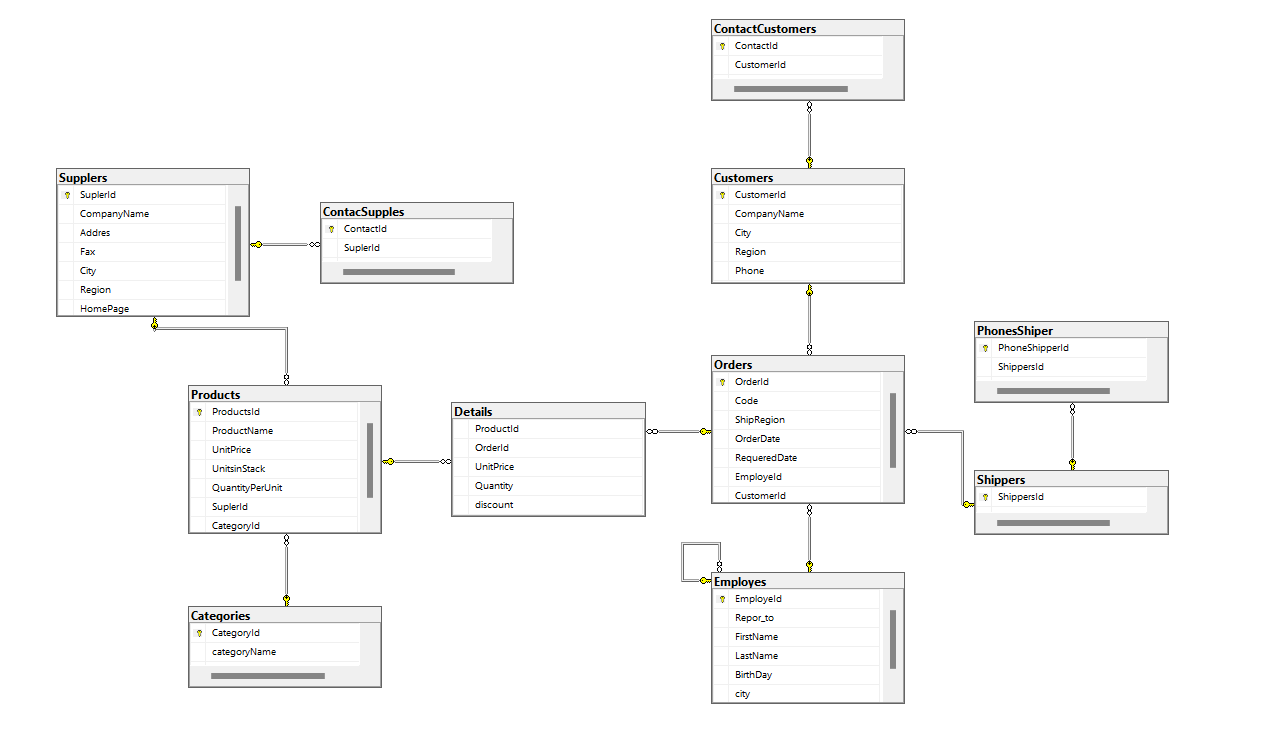 ContactCustomers
ContactId
CustomerId
Supplers
SuplerId
CompanyName
Addres
Fax
City
Region
HomePage
ContacSupples
ContactId
SuplerId
Customers
CustomerId
CompanyName
City
Region
Phone
PhonesShiper
PhoneShipperId
ShippersId
Orders
OrderId
Code
ShipRegion
OrderDate
RequeredDate
EmployeId
CustomerId
Products
ProductsId
ProductName
UnitPrice
UnitsinStack
QuantityPerUnit
SuplerId
CategoryId
Details
ProductId
OrderId
UnitPrice
Quantity
discount
Shippers
ShippersId
Employes
EmployeId
Repor_to
FirstName
LastName
BirthDay
city
Categories
CategoryId
categoryName